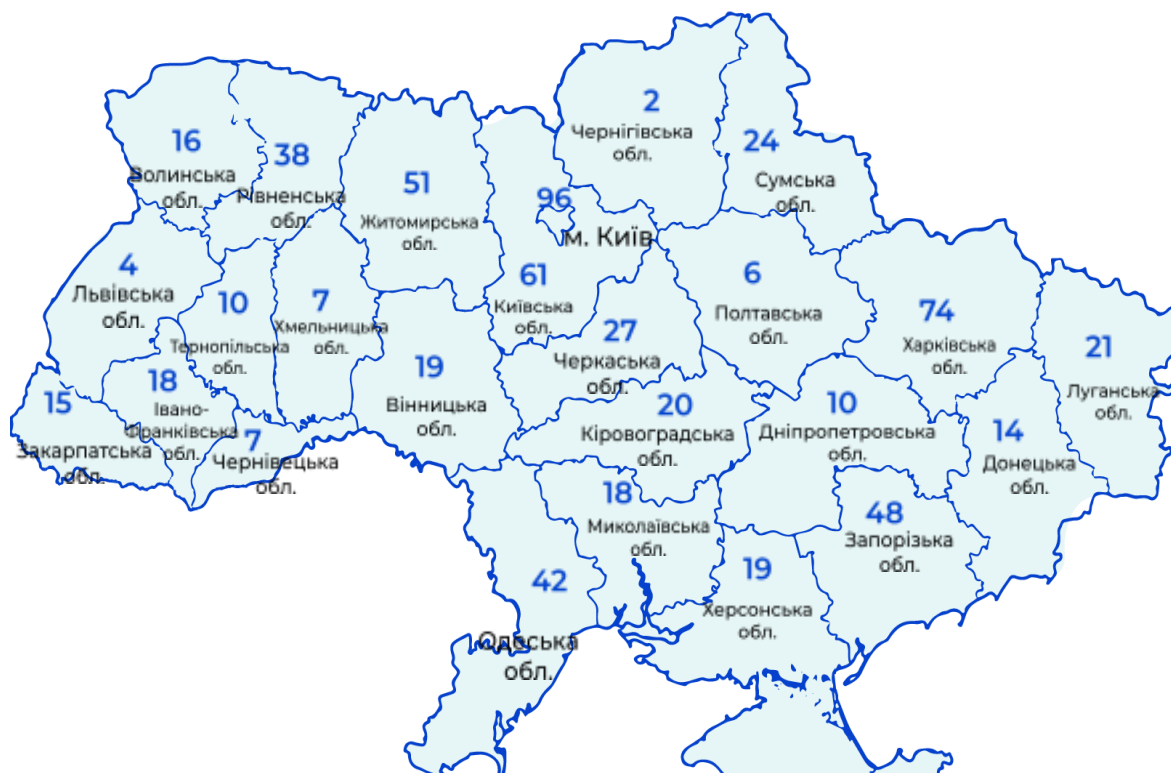 2
Чернігівська
обл.
24
Сумська
обл.
16
Волинська
обл.
38
Рівненська
обл.
51
Житомирська
обл.
96
м. Київ
61
Київська
обл.
4
Львівська
обл.
10
Тернопільська
обл.
7
Хмельницька
обл.
6
Полтавська
обл.
74
Харківська
обл.
21
Луганська
обл.
27
Черкаська
обл.
19
Вінницька
обл.
18
Івано-
Франківська
обл.
15
Закарпатська
обл.
7
Чернівецька
обл.
20
Кіровоградська
обл.
10
Дніпропетровська
обл.
14
Донецька
обл.
18
Миколаївська
обл.
48
Запорізька
обл.
42
Одеська
обл.
19
Херсонська
обл.